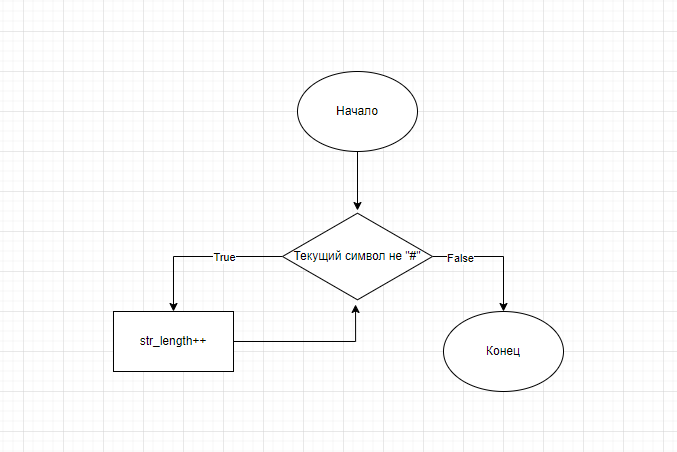 Начало
Текущий символ не "#"
True
False
str_length++
Конец